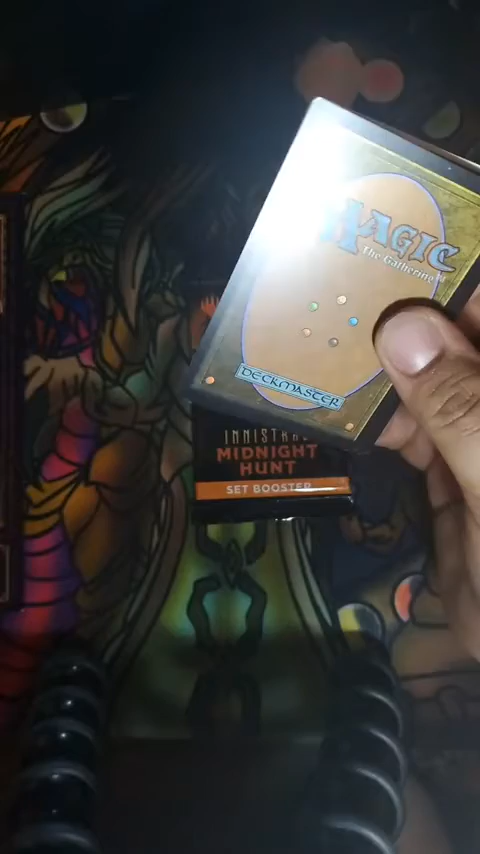 MAGIC
The Gathering
DECKMASTER
INNISTRAD
MIDNIGHT
HUNT
SET BOOSTER